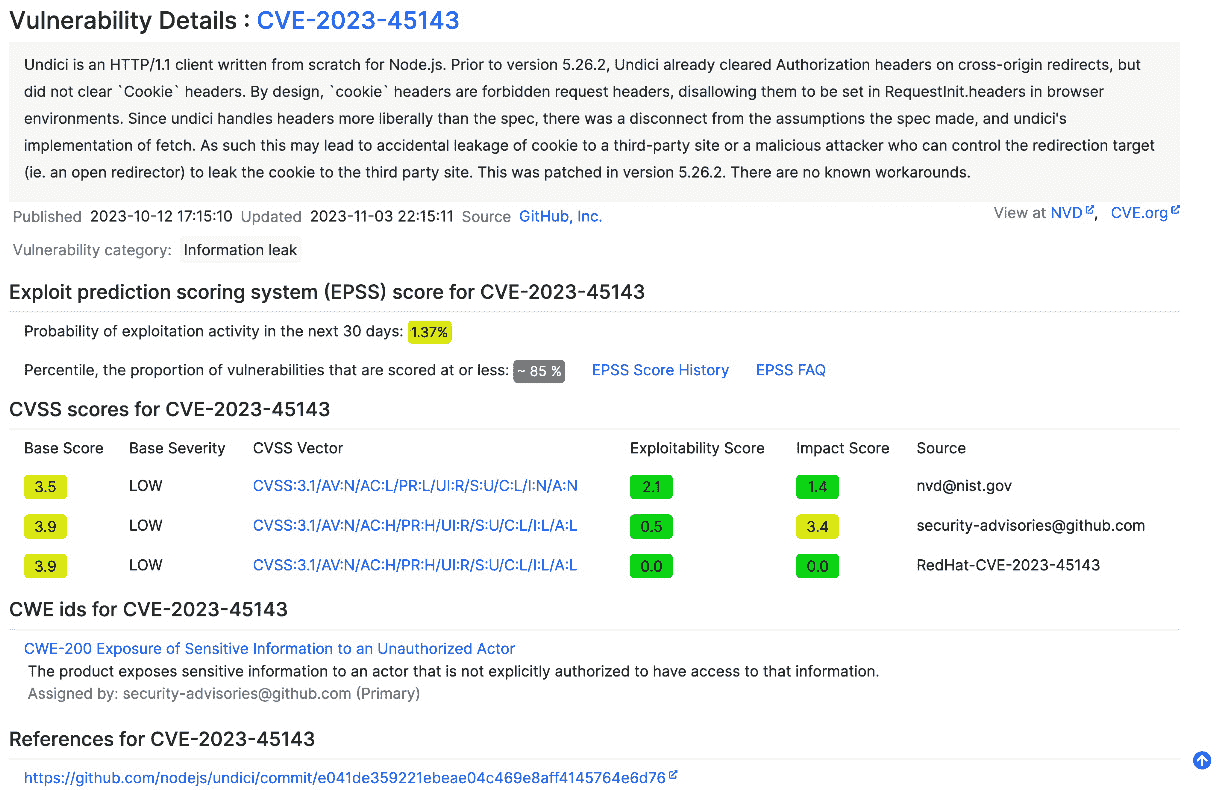 Vulnerability Details : CVE-2023-45143
Undici is an HTTP/1.1 client written from scratch for Node.js. Prior to version 5.26.2, Undici already cleared Authorization headers on cross-origin redirects, but
did not clear `Cookie` headers. By design, `cookie` headers are forbidden request headers, disallowing them to be set in RequestInit.headers in browser
environments. Since undici handles headers more liberally than the spec, there was a disconnect from the assumptions the spec made, and undici's
implementation of fetch. As such this may lead to accidental leakage of cookie to a third-party site or a malicious attacker who can control the redirection target
(ie. an open redirector) to leak the cookie to the third party site. This was patched in version 5.26.2. There are no known workarounds.
Published 2023-10-12 17:15:10 Updated 2023-11-03 22:15:11 Source GitHub, Inc. View at NVD, CVE.org
Vulnerability category: Information leak
Exploit prediction scoring system (EPSS) score for CVE-2023-45143
Probability of exploitation activity in the next 30 days: 1.37%
Percentile, the proportion of vulnerabilities that are scored at or less: ~ 85 % EPSS Score History EPSS FAQ
CVSS scores for CVE-2023-45143
Base Score Base Severity CVSS Vector Exploitability Score Impact Score Source
3.5 LOW CVSS:3.1/AV:N/AC:L/PR:L/UI:R/S:U/C:L/I:N/A:N 2.1 1.4 nvd@nist.gov
3.9 LOW CVSS:3.1/AV:N/AC:H/PR:H/UI:R/S:U/C:L/I:L/A:L 0.5 3.4 security-advisories@github.com
3.9 LOW CVSS:3.1/AV:N/AC:H/PR:H/UI:R/S:U/C:L/I:L/A:L 0.0 0.0 RedHat-CVE-2023-45143
CWE ids for CVE-2023-45143
CWE-200 Exposure of Sensitive Information to an Unauthorized Actor
The product exposes sensitive information to an actor that is not explicitly authorized to have access to that information.
Assigned by: security-advisories@github.com (Primary)
References for CVE-2023-45143
https://github.com/nodejs/undici/commit/e041de359221ebeae04c469e8aff4145764e6d76